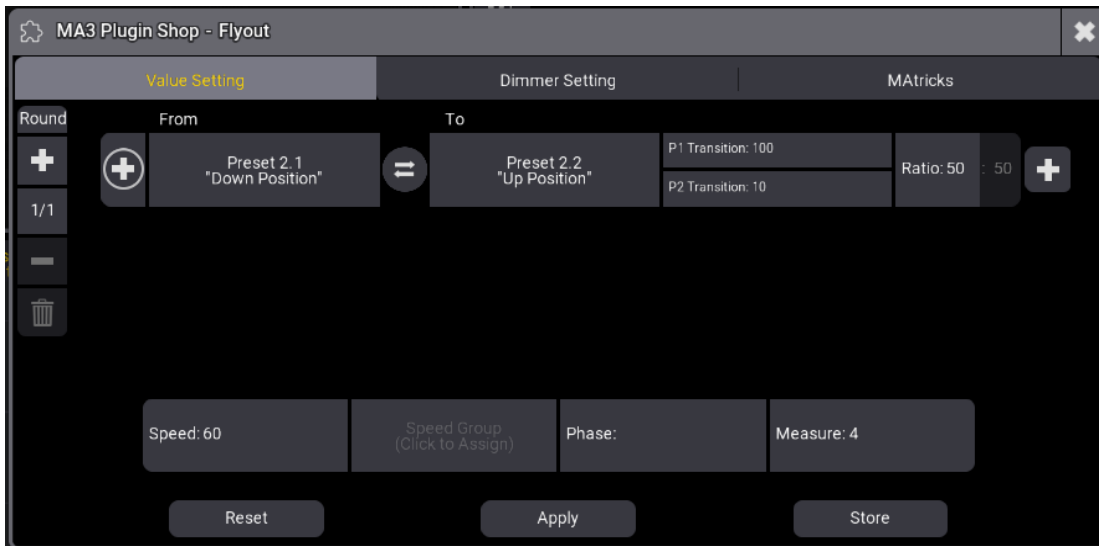 MA3 Plugin Shop - Flyout
Value Setting
Dimmer Setting
MAtricks
Round
From
To
Preset 2.1
"Down Position"
Preset 2.2
"Up Position"
P1 Transition: 100
P2 Transition: 10
Ratio: 50 : 50
1/1
Speed: 60
Speed Group
(Click to Assign)
Phase:
Measure: 4
Reset
Apply
Store